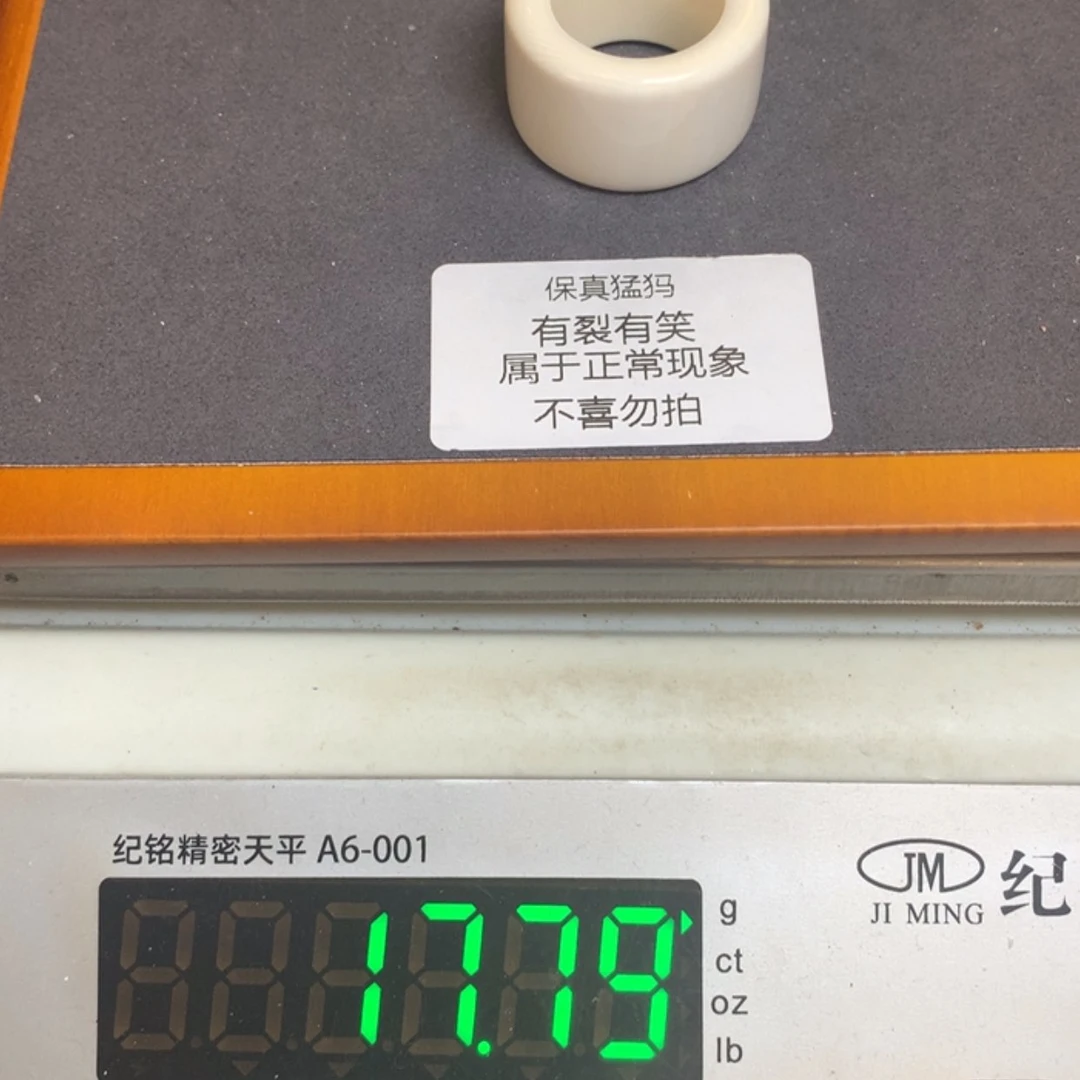 保真猛犸
有裂有笑
属于正常现象
不喜勿拍
纪铭精密天平 A6-001
JM
纪
JI MING
17.79
g
ct
oz
lb